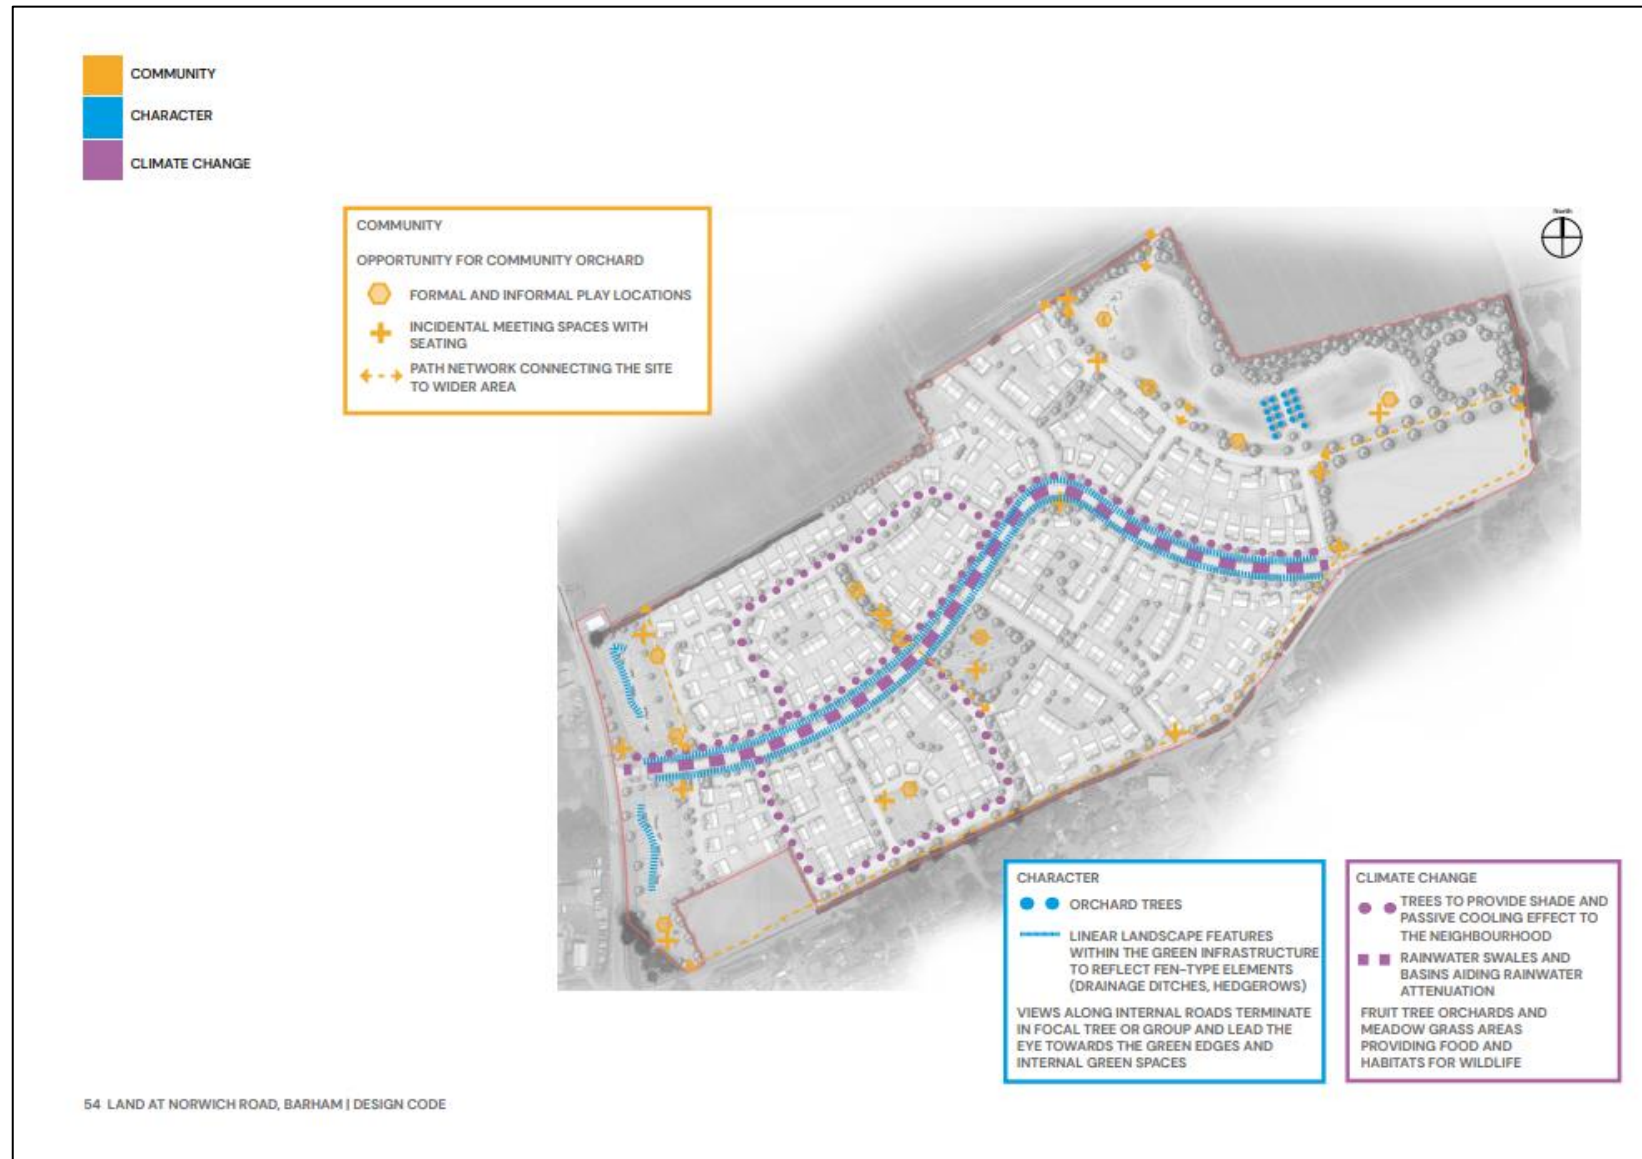 COMMUNITY
CHARACTER
CLIMATE CHANGE
COMMUNITY
OPPORTUNITY FOR COMMUNITY ORCHARD
FORMAL AND INFORMAL PLAY LOCATIONS
INCIDENTAL MEETING SPACES WITH
SEATING
PATH NETWORK CONNECTING THE SITE
TO WIDER AREA
North
CHARACTER
ORCHARD TREES
LINEAR LANDSCAPE FEATURES
WITHIN THE GREEN INFRASTRUCTURE
TO REFLECT FEN-TYPE ELEMENTS
(DRAINAGE DITCHES, HEDGEROWS)
VIEWS ALONG INTERNAL ROADS TERMINATE
IN FOCAL TREE OR GROUP AND LEAD THE
EYE TOWARDS THE GREEN EDGES AND
INTERNAL GREEN SPACES
CLIMATE CHANGE
TREES TO PROVIDE SHADE AND
PASSIVE COOLING EFFECT TO
THE NEIGHBOURHOOD
RAINWATER SWALES AND
BASINS AIDING RAINWATER
ATTENUATION
FRUIT TREE ORCHARDS AND
MEADOW GRASS AREAS
PROVIDING FOOD AND
HABITATS FOR WILDLIFE
54 LAND AT NORWICH ROAD, BARHAM | DESIGN CODE